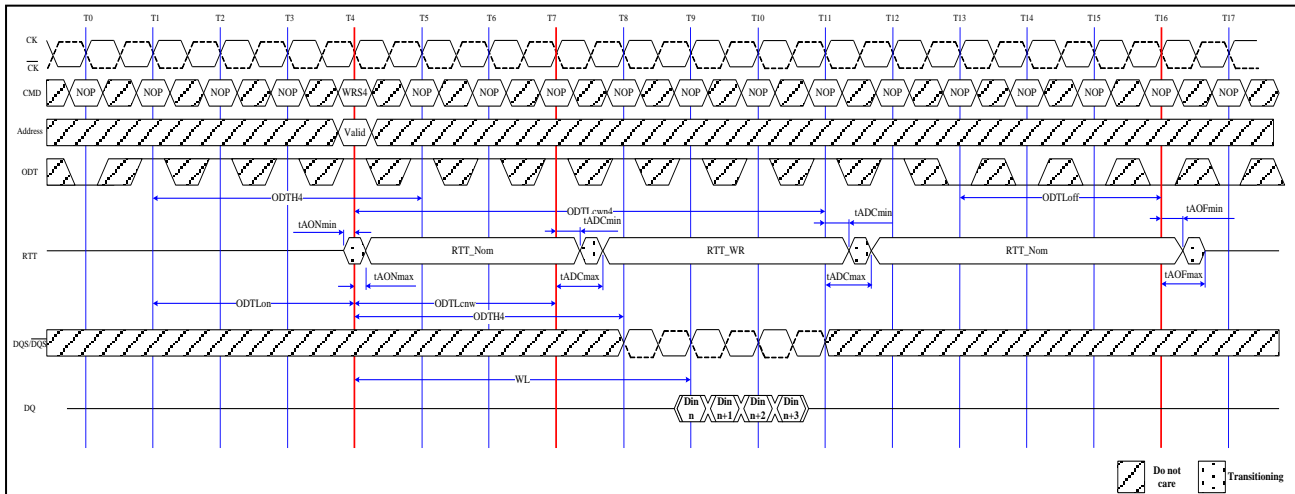 T0 T1 T2 T3 T4 T5 T6 T7 T8 T9 T10 T11 T12 T13 T14 T15 T16 T17
CK
CK
CMD NOP NOP NOP NOP WRS4 NOP NOP NOP NOP NOP NOP NOP NOP NOP NOP NOP NOP NOP
Address Valid
ODT
ODTH4 ODTLcwn4 ODTLoff
tAONmin tADCmin tADCmin tAOFmin
RTT RTT_Nom RTT_WR RTT_Nom
tAONmax tADCmax tADCmax tAOFmax
ODTLon ODTLcnw
ODTH4
DQS/DQS
WL
DQ Din n Din n+1 Din n+2 Din n+3
Do not care Transitioning